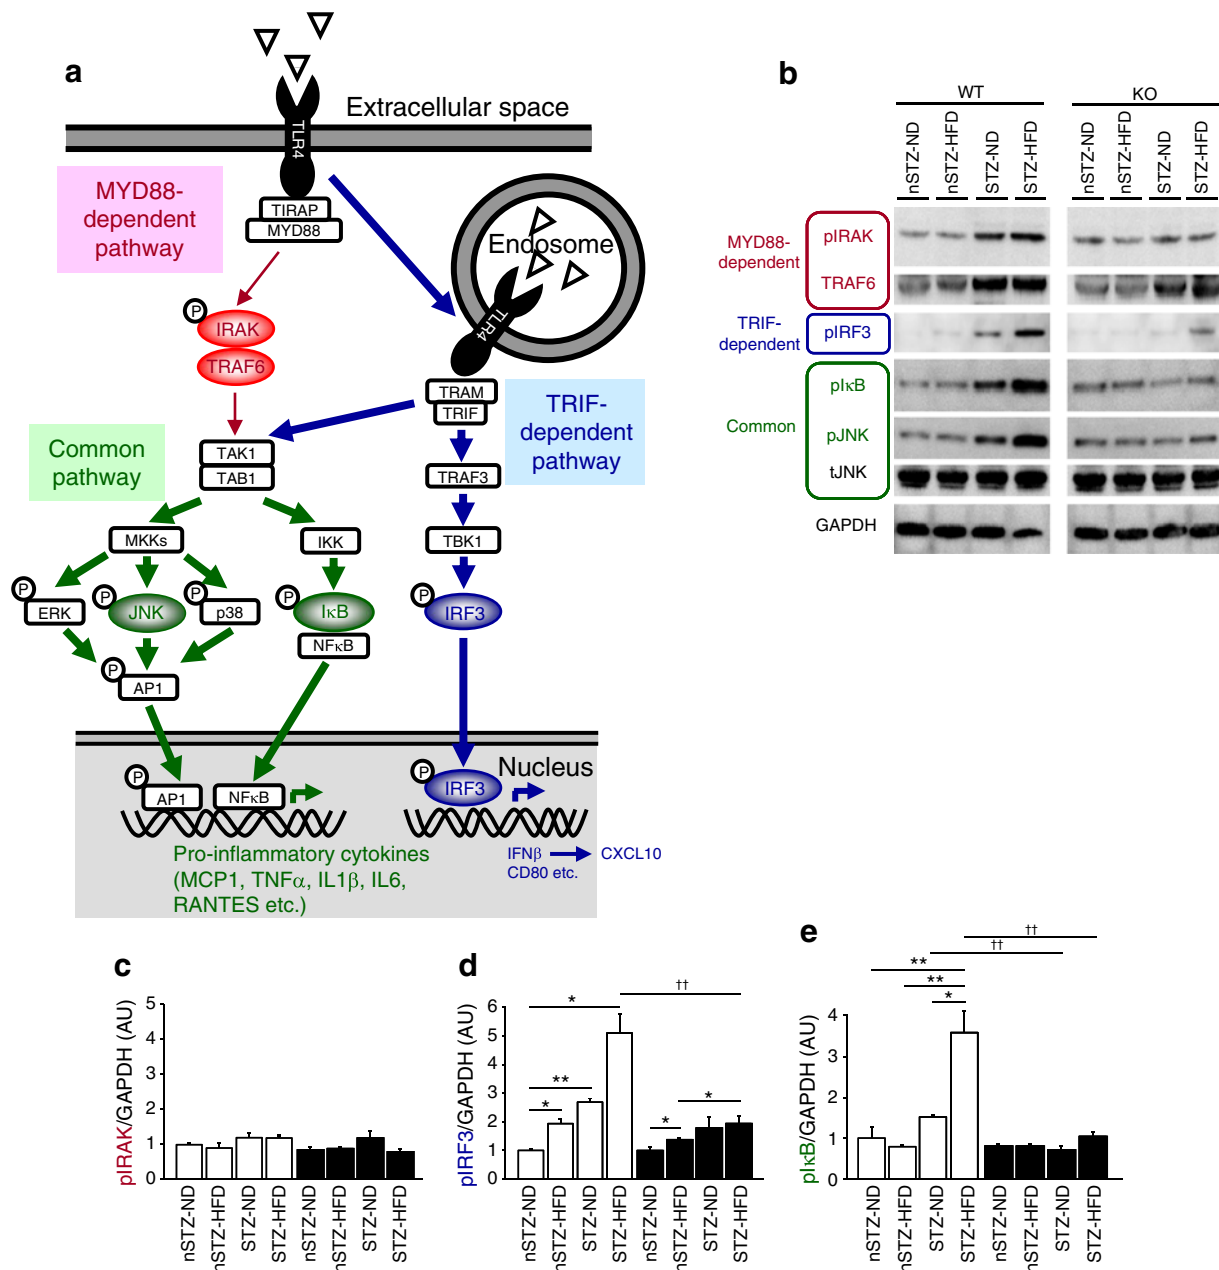 a
Extracellular space
TLR4
MYD88-
dependent
pathway
TIRAP
MYD88
Endosome
TLR4
P
IRAK
TRAF6
TRAM
TRIF
TRIF-
dependent
pathway
Common
pathway
TAK1
TAB1
TRAF3
MKKs
IKK
TBK1
P
ERK
P
JNK
P
p38
P
IκB
NFκB
P
IRF3
P
AP1
P
AP1
NFκB
P
IRF3
Nucleus
Pro-inflammatory cytokines
(MCP1, TNFα, IL1β, IL6,
RANTES etc.)
IFNβ
CXCL10
CD80 etc.
b
WT
KO
nSTZ-ND
nSTZ-HFD
STZ-ND
STZ-HFD
nSTZ-ND
nSTZ-HFD
STZ-ND
STZ-HFD
MYD88-
dependent
pIRAK
TRAF6
TRIF-
dependent
pIRF3
Common
pIκB
pJNK
tJNK
GAPDH
c
pIRAK/GAPDH (AU)
5
4
3
2
1
0
nSTZ-ND
nSTZ-HFD
STZ-ND
STZ-HFD
nSTZ-ND
nSTZ-HFD
STZ-ND
STZ-HFD
d
pIRF3/GAPDH (AU)
6
5
4
3
2
1
0
††
*
**
*
*
*
nSTZ-ND
nSTZ-HFD
STZ-ND
STZ-HFD
nSTZ-ND
nSTZ-HFD
STZ-ND
STZ-HFD
e
pIκB/GAPDH (AU)
4
3
2
1
0
††
††
**
**
*
nSTZ-ND
nSTZ-HFD
STZ-ND
STZ-HFD
nSTZ-ND
nSTZ-HFD
STZ-ND
STZ-HFD